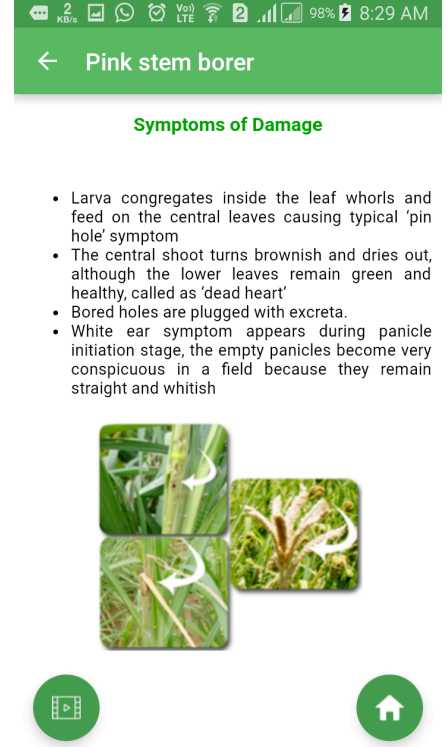 2 KB/s VoLTE 2 98% 8:29 AM
Pink stem borer
Symptoms of Damage
• Larva congregates inside the leaf whorls and
feed on the central leaves causing typical ‘pin
hole’ symptom
• The central shoot turns brownish and dries out,
although the lower leaves remain green and
healthy, called as ‘dead heart’
• Bored holes are plugged with excreta.
• White ear symptom appears during panicle
initiation stage, the empty panicles become very
conspicuous in a field because they remain
straight and whitish